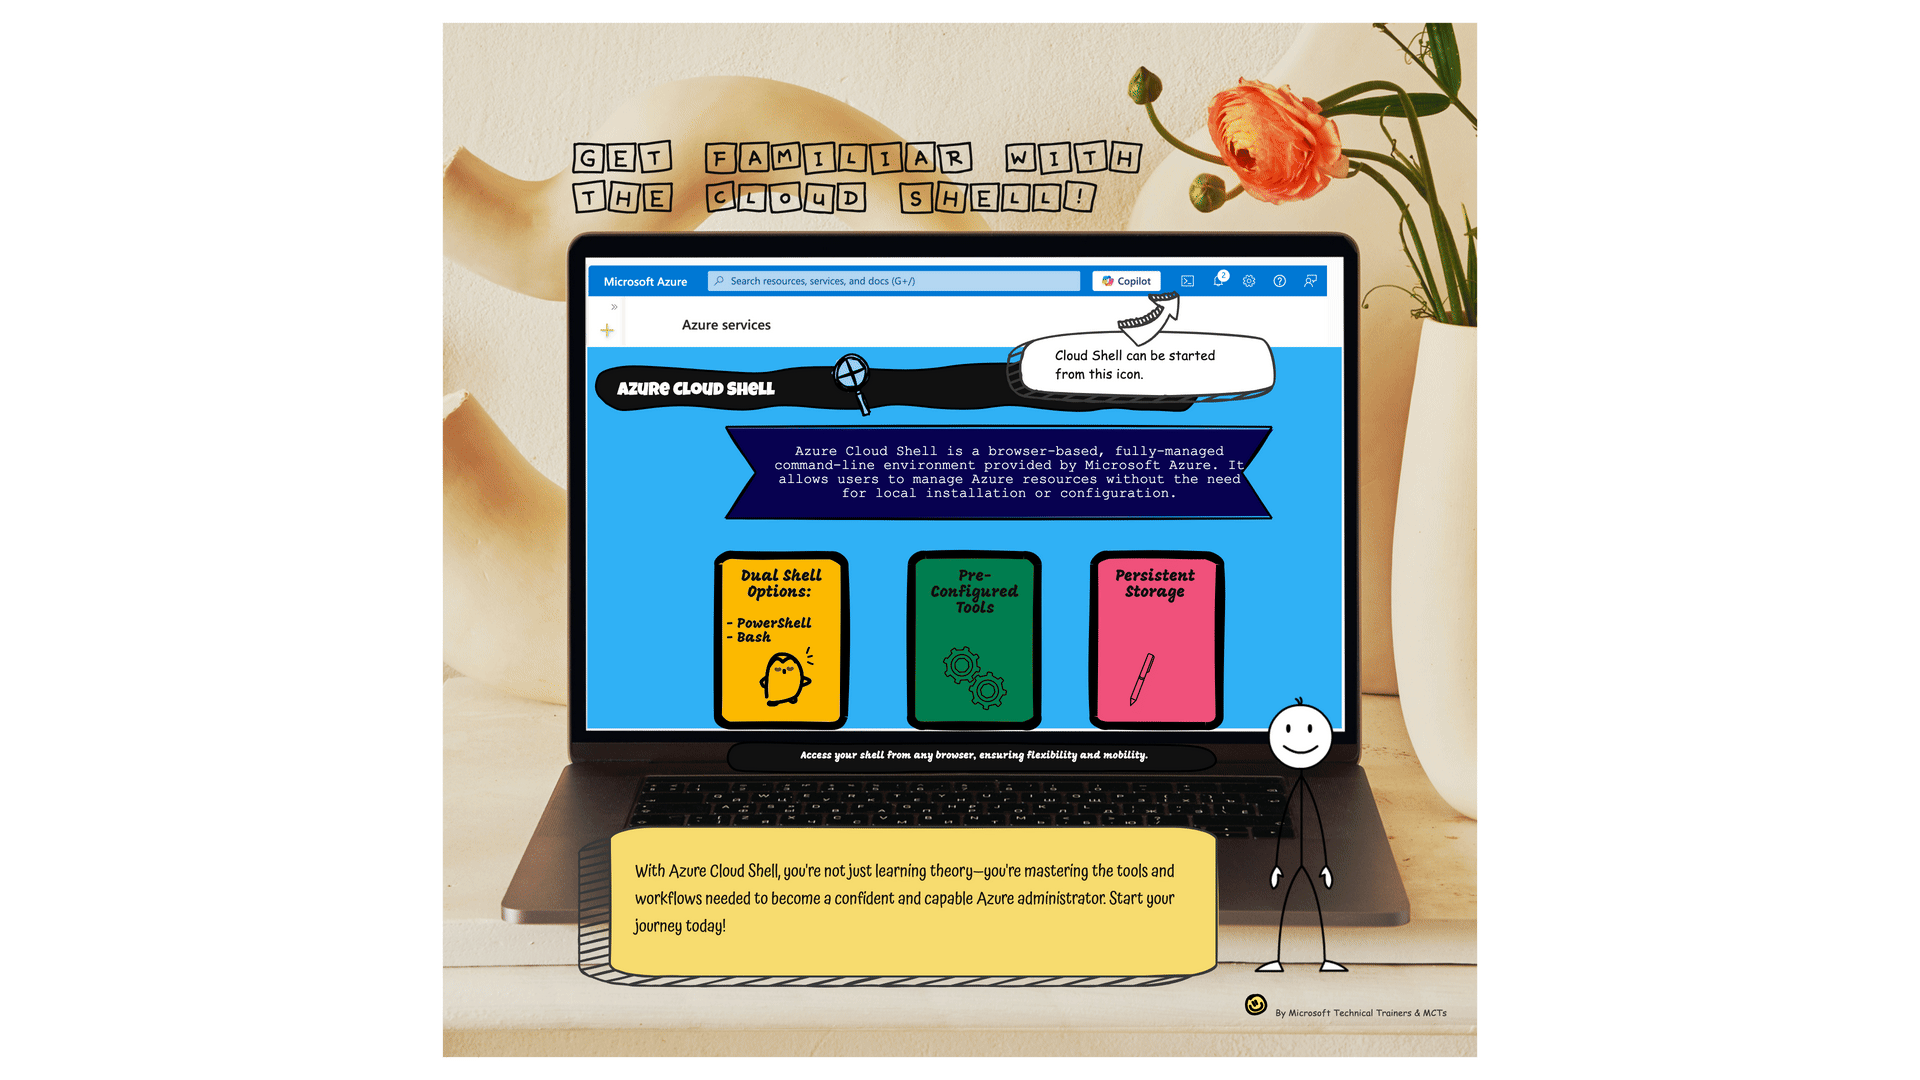 GET FAMILIAR WITH
THE CLOUD SHELL!
Microsoft Azure
Search resources, services, and docs (G+/)
Copilot
2
Azure services
Cloud Shell can be started
from this icon.
AZURE CLOUD SHELL
Azure Cloud Shell is a browser-based, fully-managed
command-line environment provided by Microsoft Azure. It
allows users to manage Azure resources without the need
for local installation or configuration.
Dual Shell
Options:
- PowerShell
- Bash
Pre-
Configured
Tools
Persistent
Storage
Access your shell from any browser, ensuring flexibility and mobility.
With Azure Cloud Shell, you're not just learning theory—you're mastering the tools and
workflows needed to become a confident and capable Azure administrator. Start your
journey today!
By Microsoft Technical Trainers & MCTs